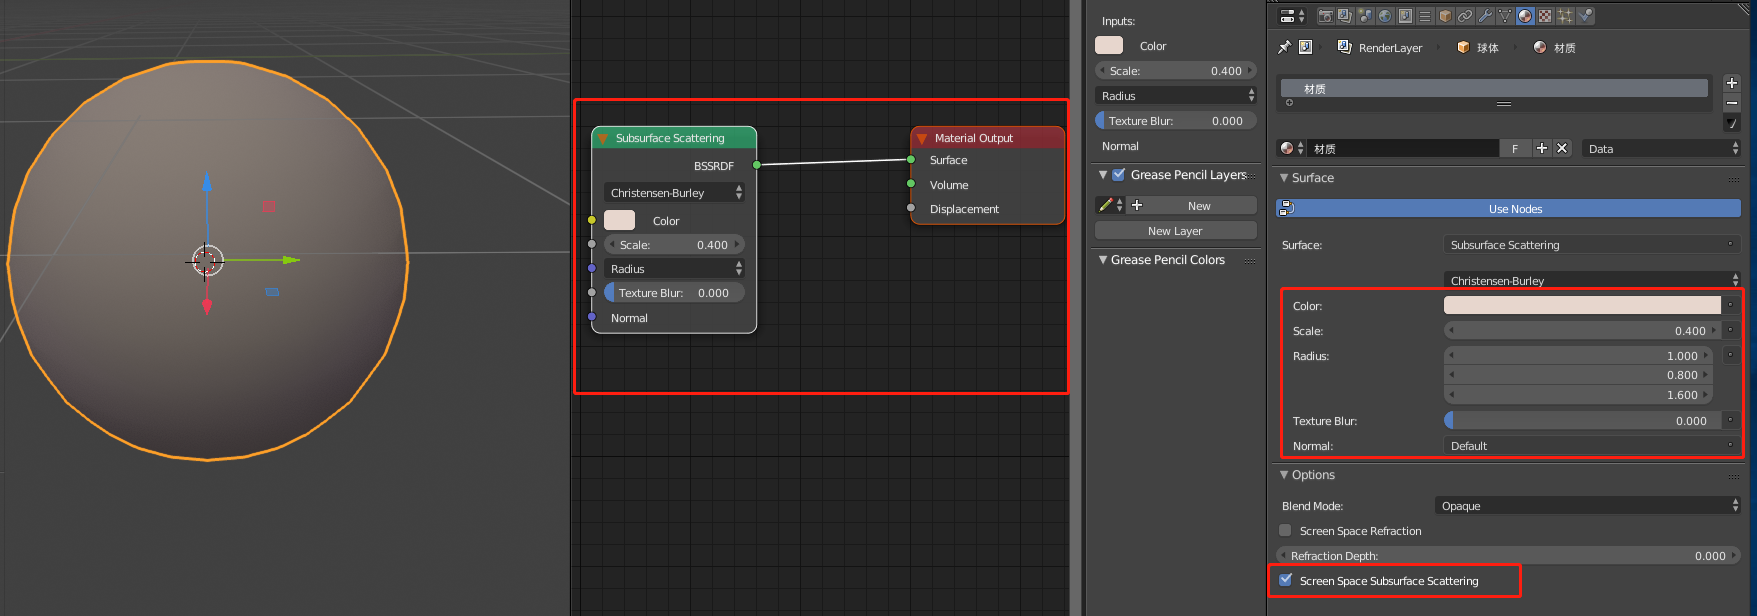 Subsurface Scattering
BSSRDF
Christensen-Burley
Color
Scale: 0.400
Radius
Texture Blur: 0.000
Normal
Material Output
Surface
Volume
Displacement
Inputs:
Color
Scale: 0.400
Radius
Texture Blur: 0.000
Normal
Grease Pencil Layers
New
New Layer
Grease Pencil Colors
RenderLayer 球体 材质
材质
材质 F Data
Surface
Use Nodes
Surface: Subsurface Scattering
Christensen-Burley
Color:
Scale: 0.400
Radius: 1.000
0.800
1.600
Texture Blur: 0.000
Normal: Default
Options
Blend Mode: Opaque
Screen Space Refraction
Refraction Depth: 0.000
Screen Space Subsurface Scattering